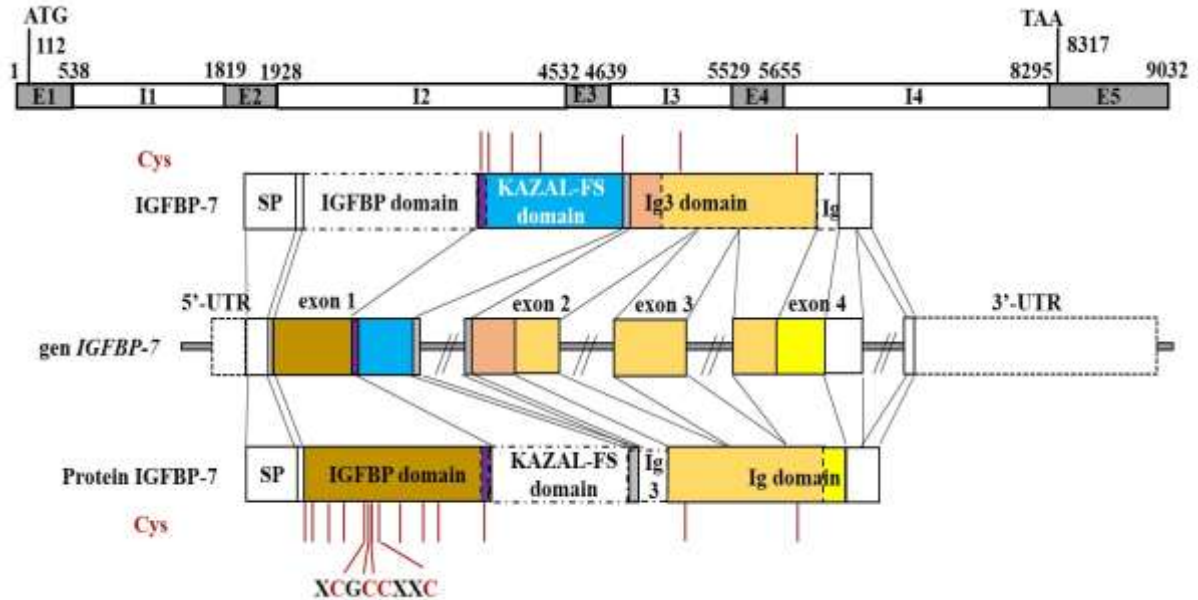 ATG TAA
112 8317
1 538 1819 1928 4532 4639 5529 5655 8295 9032
E1 I1 E2 I2 E3 I3 E4 I4 E5
Cys
IGFBP-7 SP IGFBP domain KAZAL-FS domain Ig3 domain Ig
5’-UTR exon 1 exon 2 exon 3 exon 4 3’-UTR
gen IGFBP-7
Protein IGFBP-7 SP IGFBP domain KAZAL-FS domain Ig 3 Ig domain
Cys
XCGCCXXC